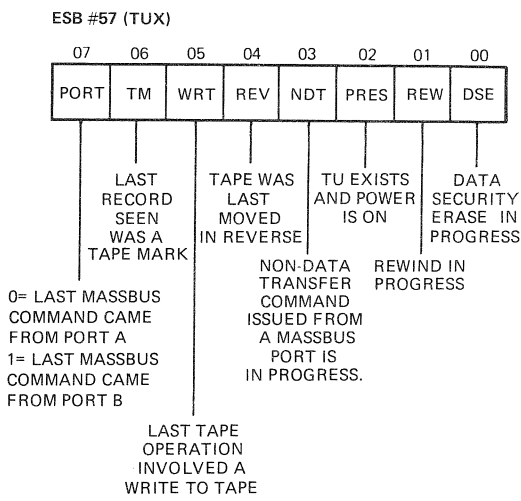 ESB #57 (TUX)
07 06 05 04 03 02 01 00
PORT TM WRT REV NDT PRES REW DSE
LAST
RECORD
SEEN
WAS A
TAPE MARK
TAPE WAS
LAST
MOVED
IN REVERSE
TU EXISTS
AND POWER
IS ON
DATA
SECURITY
ERASE IN
PROGRESS
0= LAST MASSBUS
COMMAND CAME
FROM PORT A
1= LAST MASSBUS
COMMAND CAME
FROM PORT B
NON-DATA
TRANSFER
COMMAND
ISSUED FROM
A MASSBUS
PORT IS
IN PROGRESS.
REWIND IN
PROGRESS
LAST TAPE
OPERATION
INVOLVED A
WRITE TO TAPE